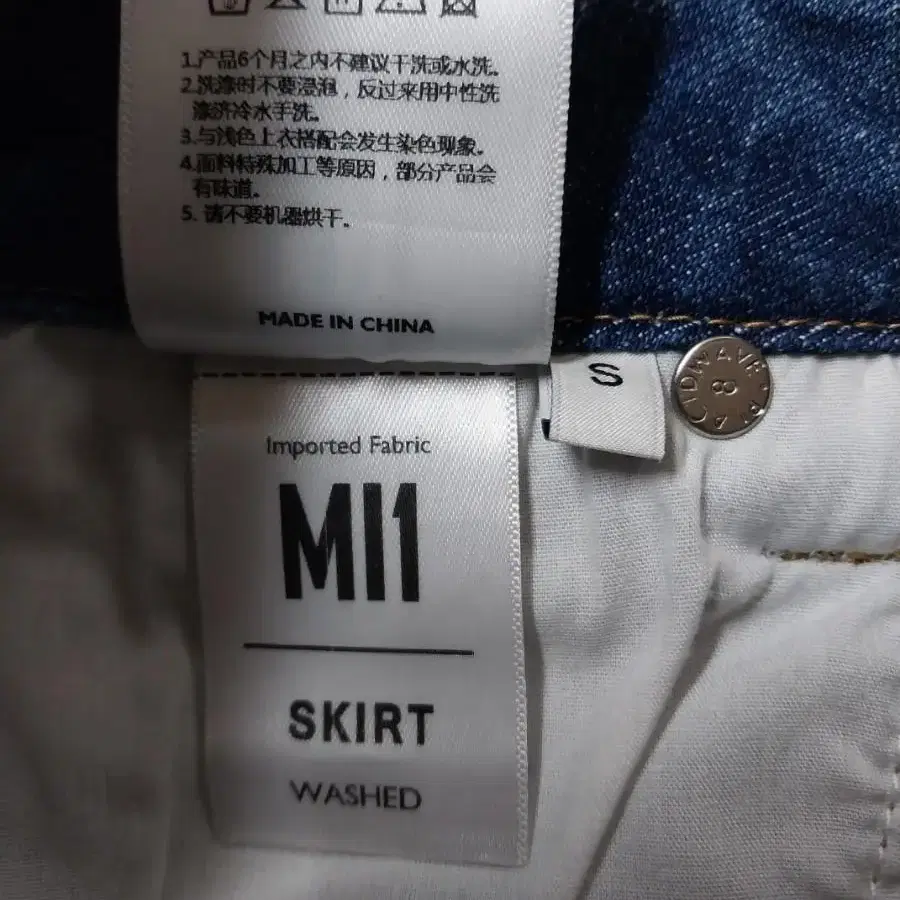 1.产品6个月之内不建议干洗或水洗。
2.洗涤时不要浸泡，反过来用中性洗
涤济冷水手洗。
3.与浅色上衣搭配会发生染色现象。
4.面料特殊加工等原因，部分产品会
有味道。
5. 请不要机器烘干。
MADE IN CHINA
S
8
Imported Fabric
MI1
SKIRT
WASHED